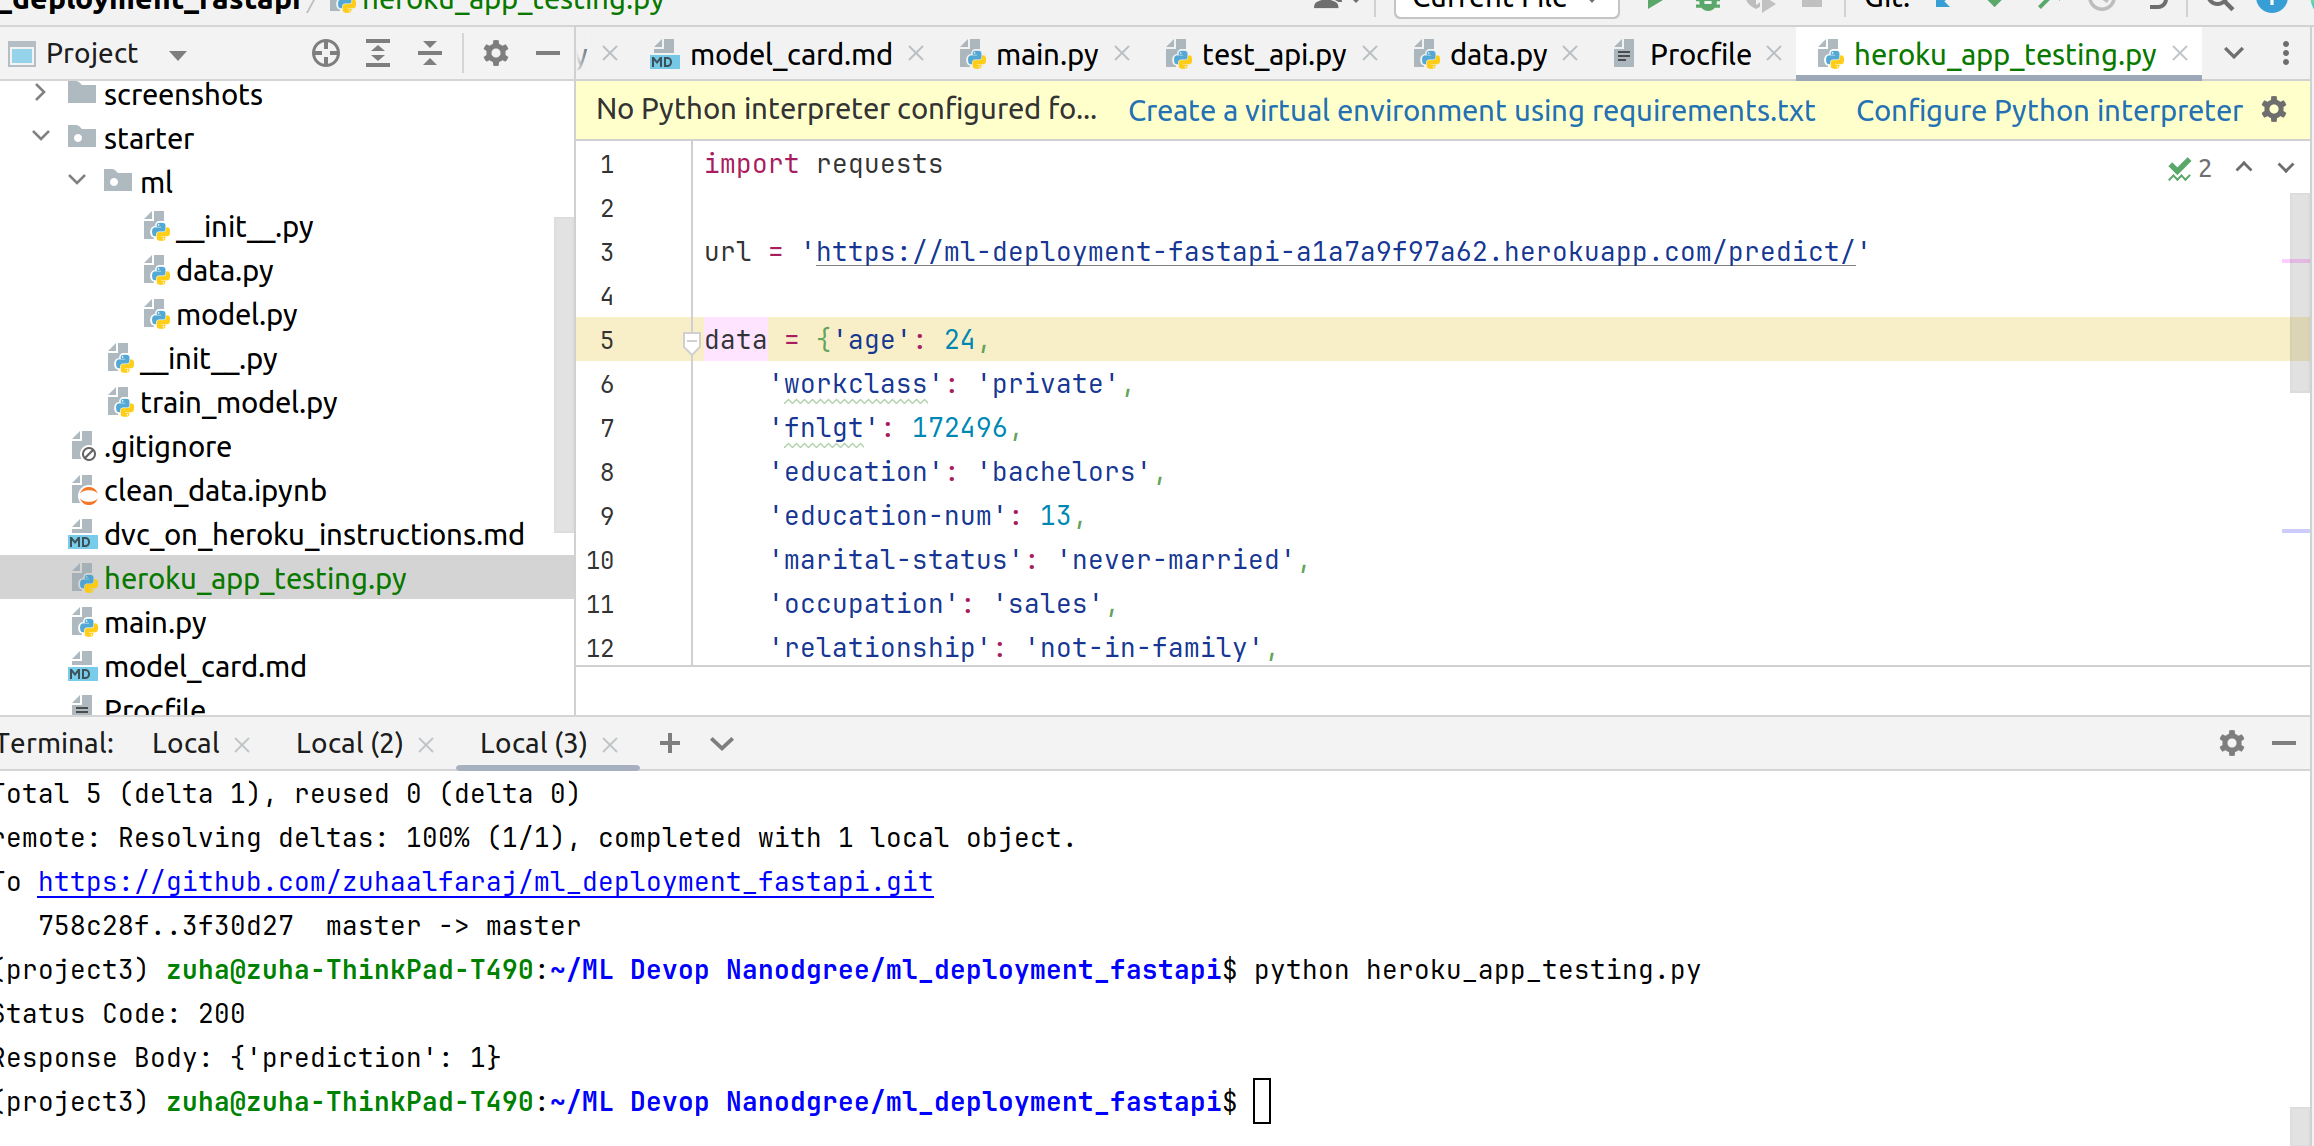 _deployment_fastapi / heroku_app_testing.py
Current File
Git:
Project
model_card.md
main.py
test_api.py
data.py
Procfile
heroku_app_testing.py
screenshots
starter
ml
__init__.py
data.py
model.py
__init__.py
train_model.py
.gitignore
clean_data.ipynb
dvc_on_heroku_instructions.md
heroku_app_testing.py
main.py
model_card.md
Procfile
No Python interpreter configured fo... Create a virtual environment using requirements.txt Configure Python interpreter
2
1 import requests
2
3 url = 'https://ml-deployment-fastapi-a1a7a9f97a62.herokuapp.com/predict/'
4
5 data = {'age': 24,
6 'workclass': 'private',
7 'fnlgt': 172496,
8 'education': 'bachelors',
9 'education-num': 13,
10 'marital-status': 'never-married',
11 'occupation': 'sales',
12 'relationship': 'not-in-family',
Terminal: Local Local (2) Local (3)
Total 5 (delta 1), reused 0 (delta 0)
remote: Resolving deltas: 100% (1/1), completed with 1 local object.
To https://github.com/zuhaalfaraj/ml_deployment_fastapi.git
758c28f..3f30d27 master -> master
(project3) zuha@zuha-ThinkPad-T490:~/ML Devop Nanodgree/ml_deployment_fastapi$ python heroku_app_testing.py
Status Code: 200
Response Body: {'prediction': 1}
(project3) zuha@zuha-ThinkPad-T490:~/ML Devop Nanodgree/ml_deployment_fastapi$